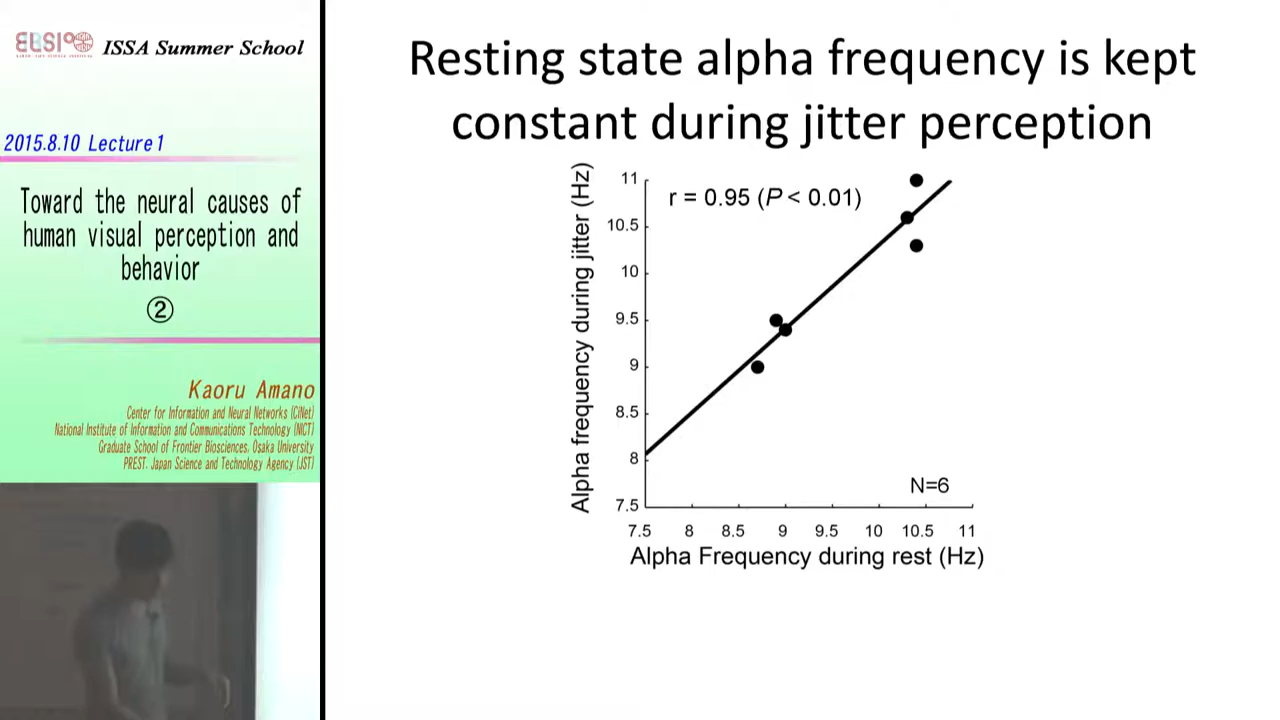 ELSI
ISSA Summer School
2015.8.10 Lecture1
Toward the neural causes of
human visual perception and
behavior
②
Kaoru Amano
Center for Information and Neural Networks (CiNet)
National Institute of Information and Communications Technology (NICT)
Graduate School of Frontier Biosciences, Osaka University
PREST, Japan Science and Technology Agency (JST)
Resting state alpha frequency is kept
constant during jitter perception
Alpha frequency during jitter (Hz)
11
10.5
10
9.5
9
8.5
8
7.5
r = 0.95 (P < 0.01)
N=6
7.5 8 8.5 9 9.5 10 10.5 11
Alpha Frequency during rest (Hz)